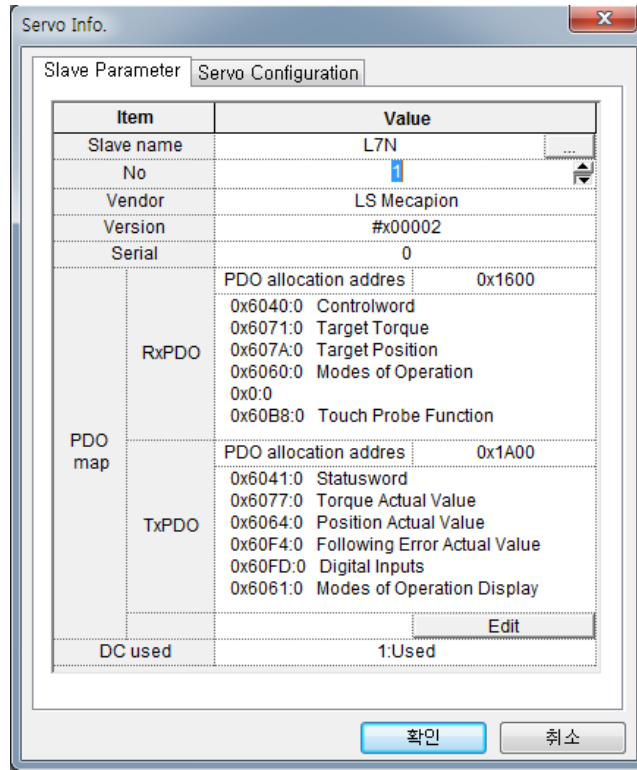 Servo Info.
Slave Parameter Servo Configuration
Item Value
Slave name L7N ...
No 1
Vendor LS Mecapion
Version #x00002
Serial 0
PDO map
RxPDO
PDO allocation addres 0x1600
0x6040:0 Controlword
0x6071:0 Target Torque
0x607A:0 Target Position
0x6060:0 Modes of Operation
0x0:0
0x60B8:0 Touch Probe Function
TxPDO
PDO allocation addres 0x1A00
0x6041:0 Statusword
0x6077:0 Torque Actual Value
0x6064:0 Position Actual Value
0x60F4:0 Following Error Actual Value
0x60FD:0 Digital Inputs
0x6061:0 Modes of Operation Display
Edit
DC used 1:Used
확인 취소